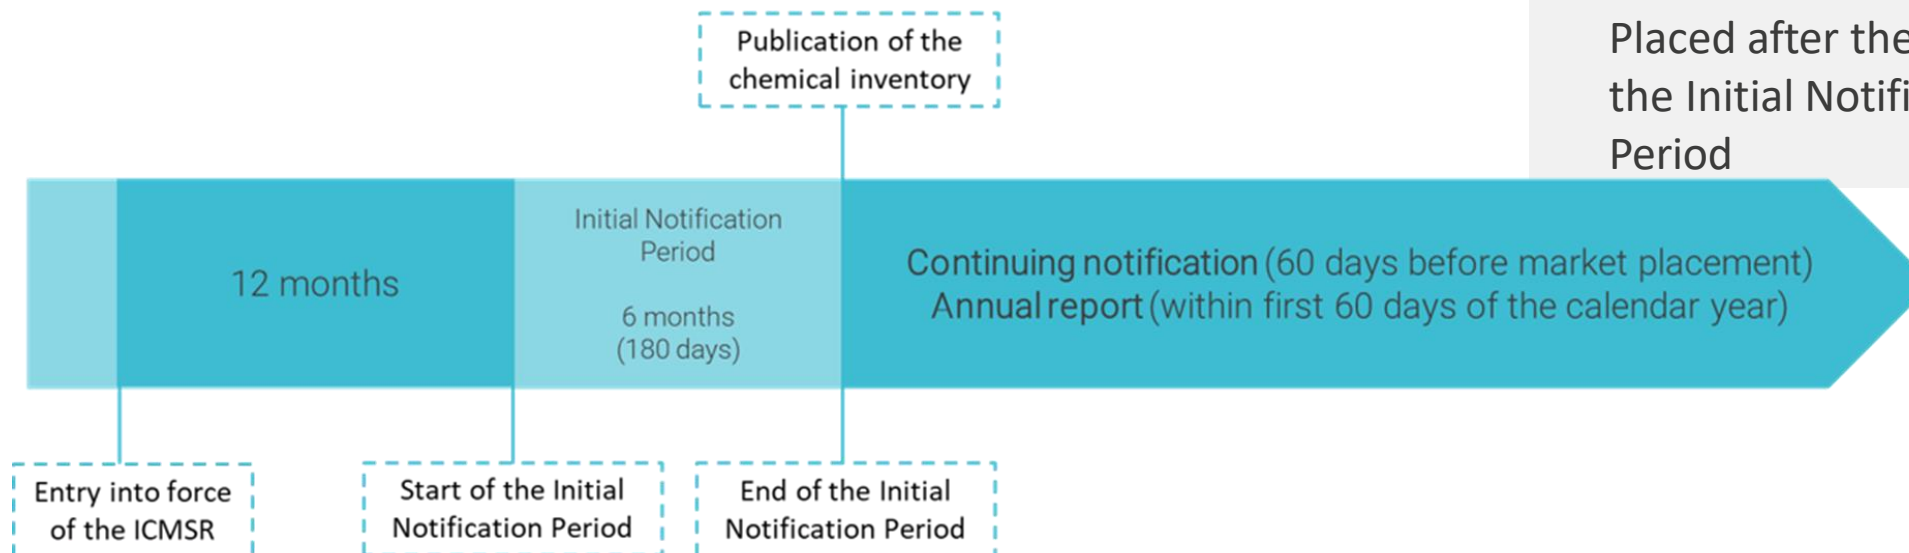 Publication of the
chemical inventory
Placed after the
the Initial
Period
Initial Notification
Period
6 months
(180 days)
12 months
Continuing notification (60 days before market placement)
Annual report (within first 60 days of the calendar year)
Entry into force
of the ICMSR
Start of the Initial
Notification Period
End of the Initial
Notification Period